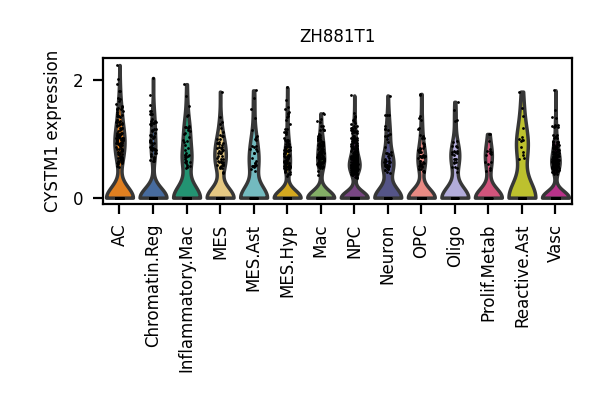 ZH881T1
CYSTM1 expression
2
0
AC
Chromatin.Reg
Inflammatory.Mac
MES
MES.Ast
MES.Hyp
Mac
NPC
Neuron
OPC
Oligo
Prolif.Metab
Reactive.Ast
Vasc